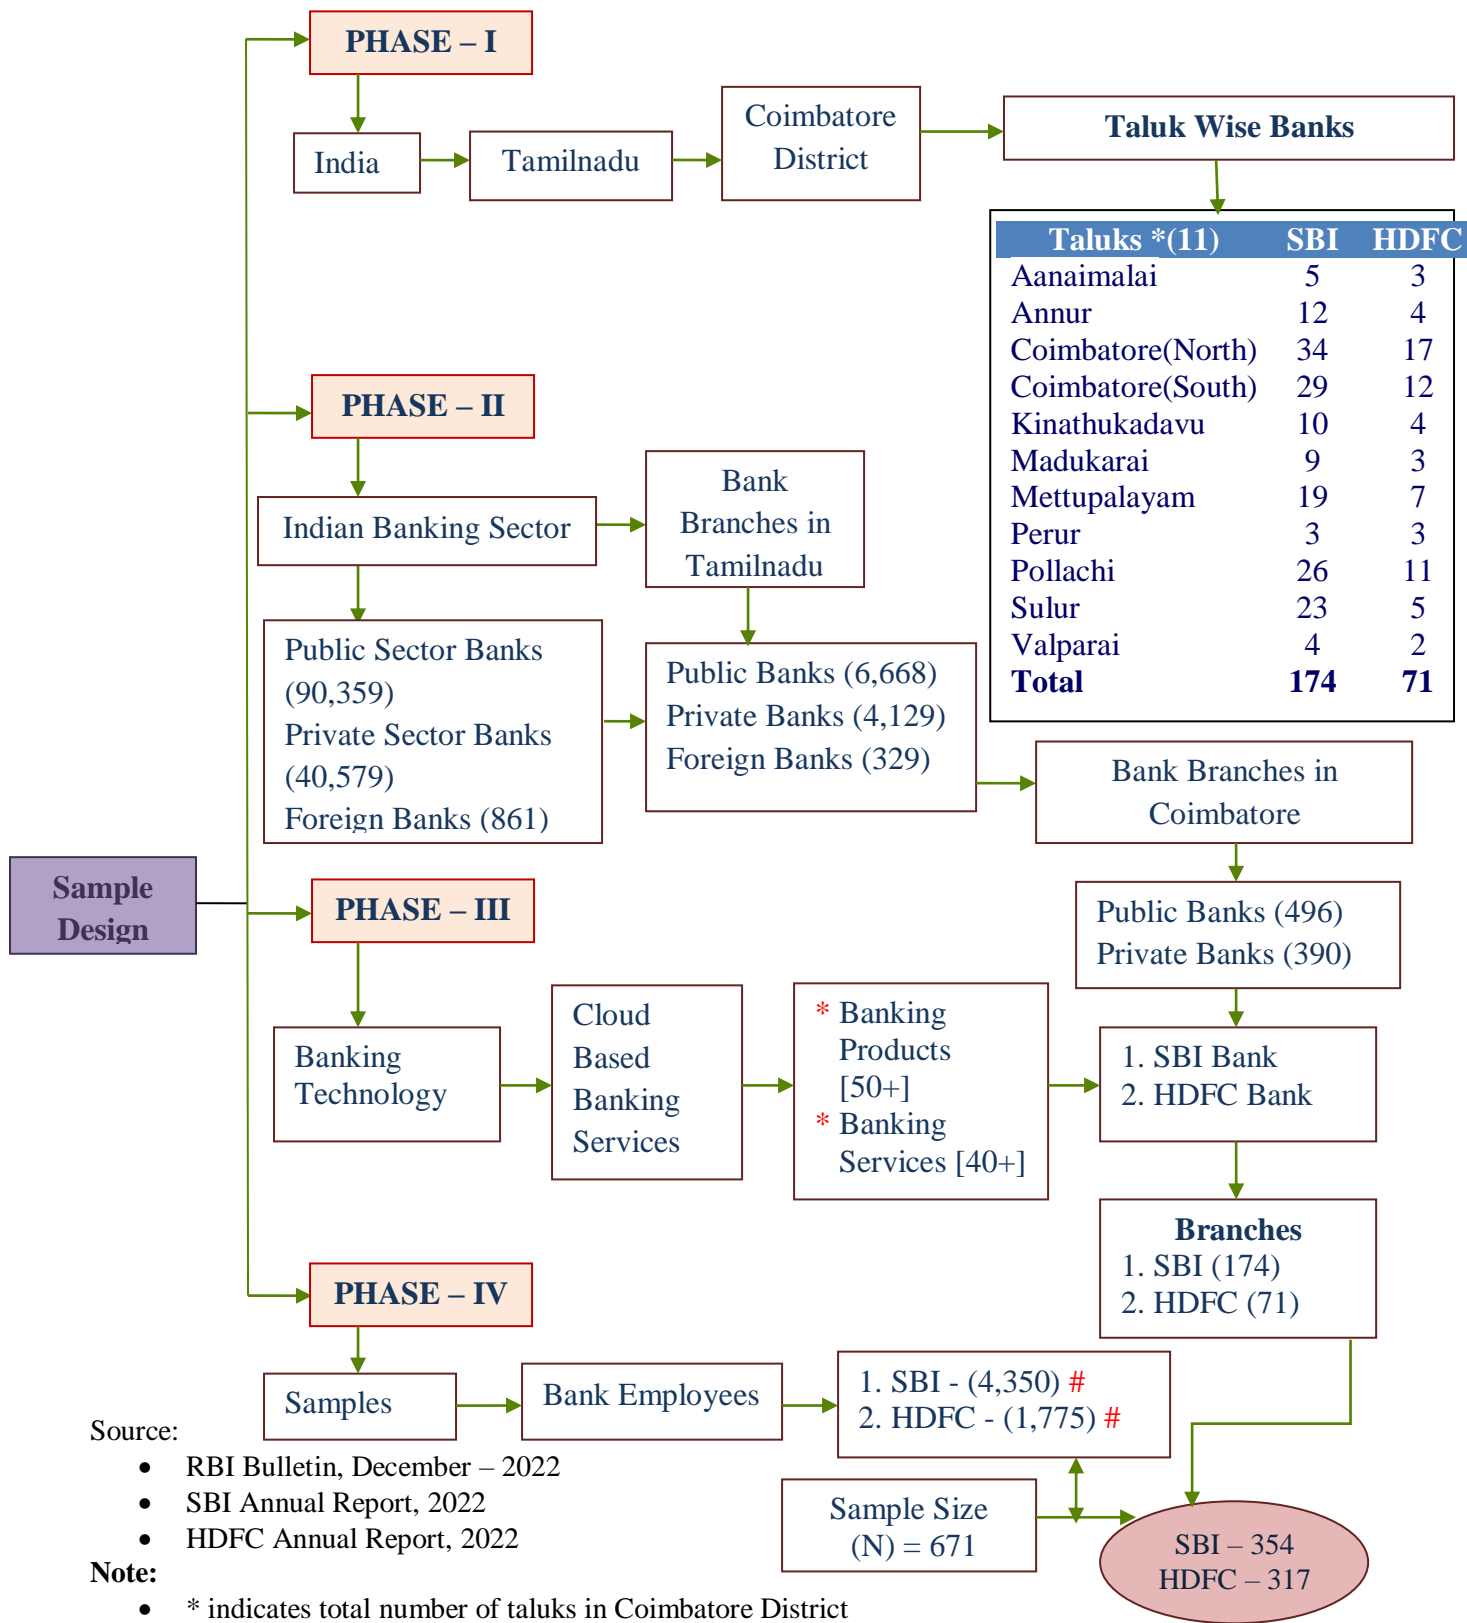 PHASE – I
India
Tamilnadu
Coimbatore
District
Taluk Wise Banks
Taluks *(11) SBI HDFC
Aanaimalai 5 3
Annur 12 4
Coimbatore(North) 34 17
Coimbatore(South) 29 12
Kinathukadavu 10 4
Madukarai 9 3
Mettupalayam 19 7
Perur 3 3
Pollachi 26 11
Sulur 23 5
Valparai 4 2
Total 174 71
PHASE – II
Indian Banking Sector
Bank
Branches in
Tamilnadu
Public Sector Banks
(90,359)
Private Sector Banks
(40,579)
Foreign Banks (861)
Public Banks (6,668)
Private Banks (4,129)
Foreign Banks (329)
Bank Branches in
Coimbatore
Public Banks (496)
Private Banks (390)
Sample
Design
PHASE – III
Banking
Technology
Cloud
Based
Banking
Services
* Banking
Products
[50+]
* Banking
Services [40+]
1. SBI Bank
2. HDFC Bank
Branches
1. SBI (174)
2. HDFC (71)
PHASE – IV
Samples
Bank Employees
1. SBI - (4,350) #
2. HDFC - (1,775) #
Sample Size
(N) = 671
SBI – 354
HDFC – 317
Source:
• RBI Bulletin, December – 2022
• SBI Annual Report, 2022
• HDFC Annual Report, 2022
Note:
• * indicates total number of taluks in Coimbatore District